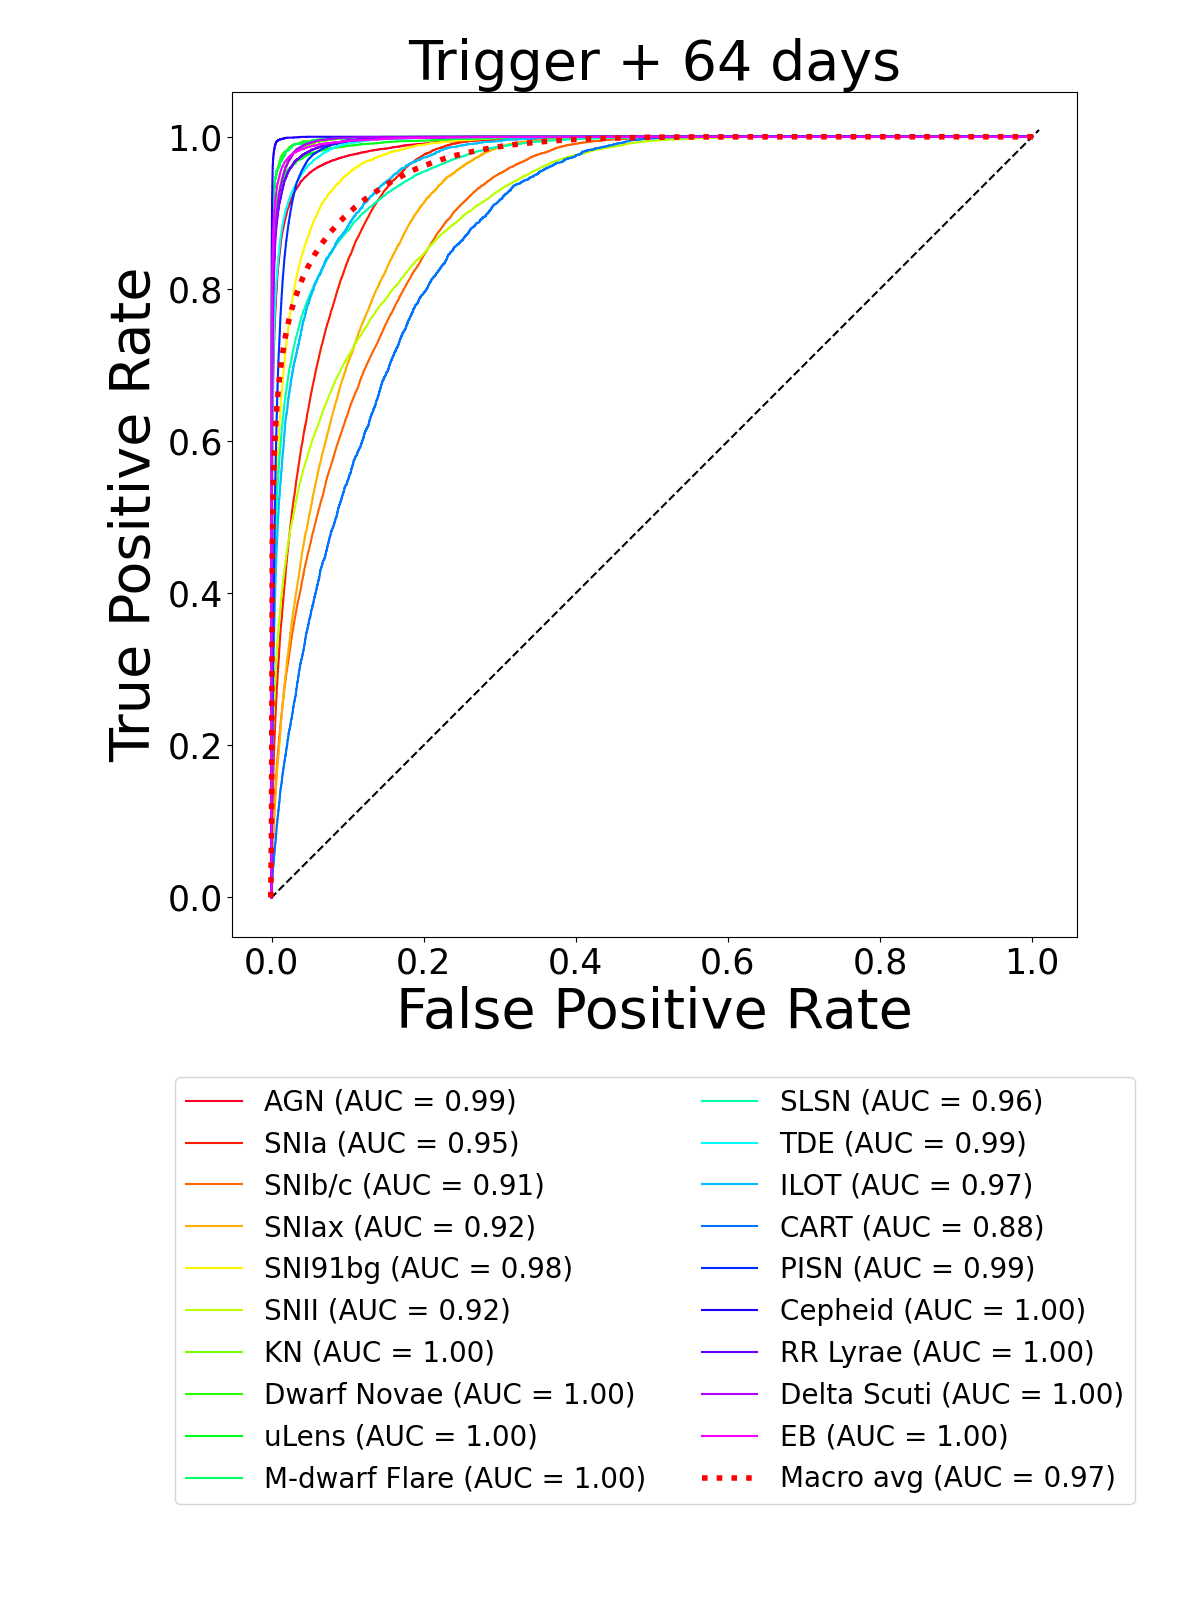 Trigger + 64 days
1.0
0.8
0.6
0.4
0.2
0.0
True Positive Rate
0.0 0.2 0.4 0.6 0.8 1.0
False Positive Rate
AGN (AUC = 0.99)
SNIa (AUC = 0.95)
SNIb/c (AUC = 0.91)
SNIax (AUC = 0.92)
SNI91bg (AUC = 0.98)
SNII (AUC = 0.92)
KN (AUC = 1.00)
Dwarf Novae (AUC = 1.00)
uLens (AUC = 1.00)
M-dwarf Flare (AUC = 1.00)
SLSN (AUC = 0.96)
TDE (AUC = 0.99)
ILOT (AUC = 0.97)
CART (AUC = 0.88)
PISN (AUC = 0.99)
Cepheid (AUC = 1.00)
RR Lyrae (AUC = 1.00)
Delta Scuti (AUC = 1.00)
EB (AUC = 1.00)
Macro avg (AUC = 0.97)